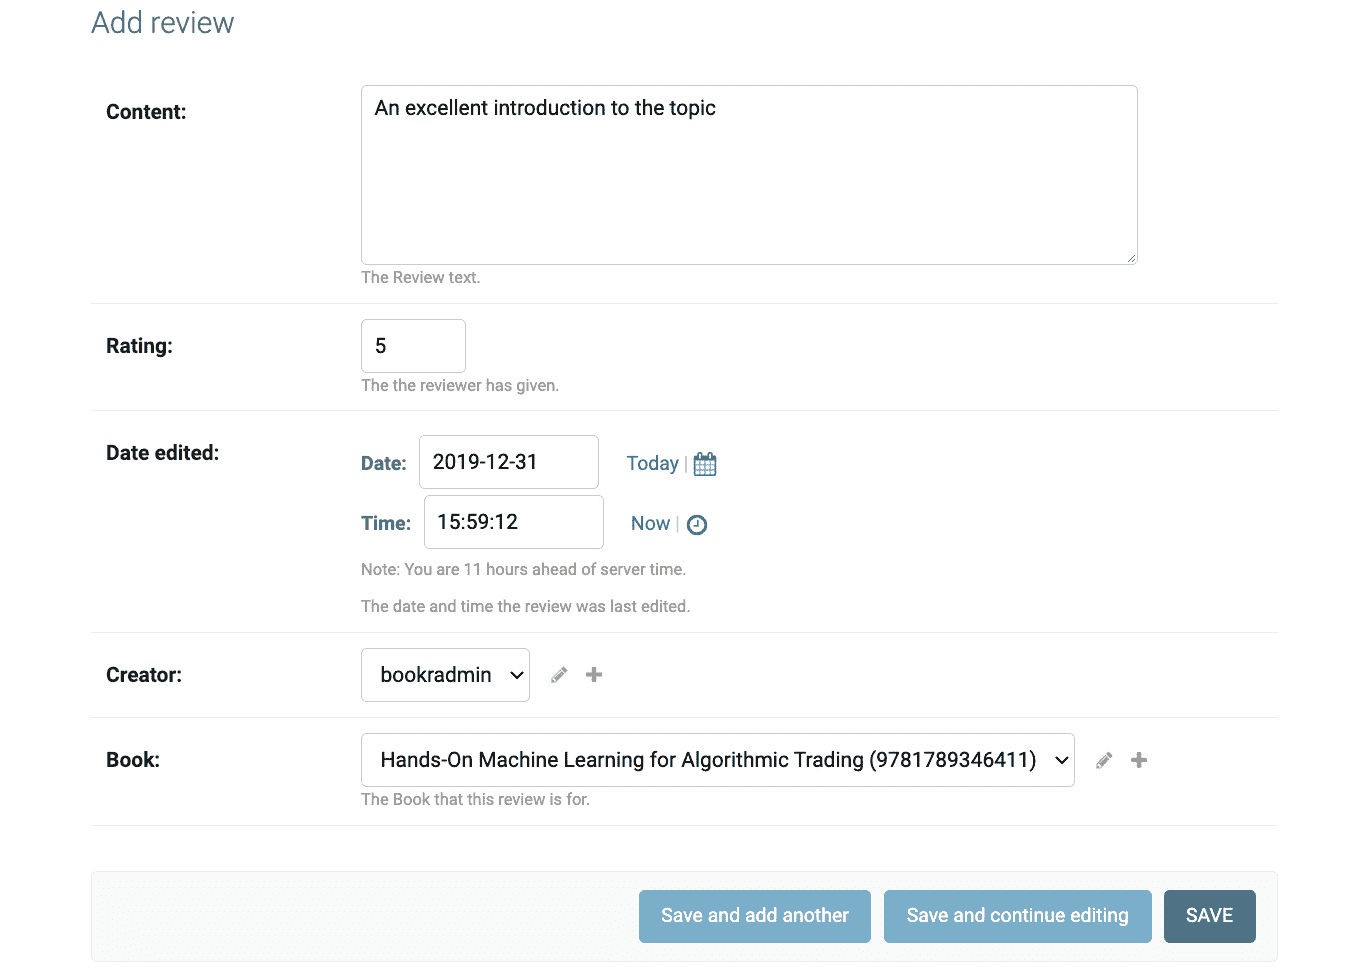 Add review
Content:
An excellent introduction to the topic
The Review text.
Rating:
5
The the reviewer has given.
Date edited:
Date: 2019-12-31 Today |
Time: 15:59:12 Now |
Note: You are 11 hours ahead of server time.
The date and time the review was last edited.
Creator:
bookradmin
Book:
Hands-On Machine Learning for Algorithmic Trading (9781789346411)
The Book that this review is for.
Save and add another Save and continue editing SAVE